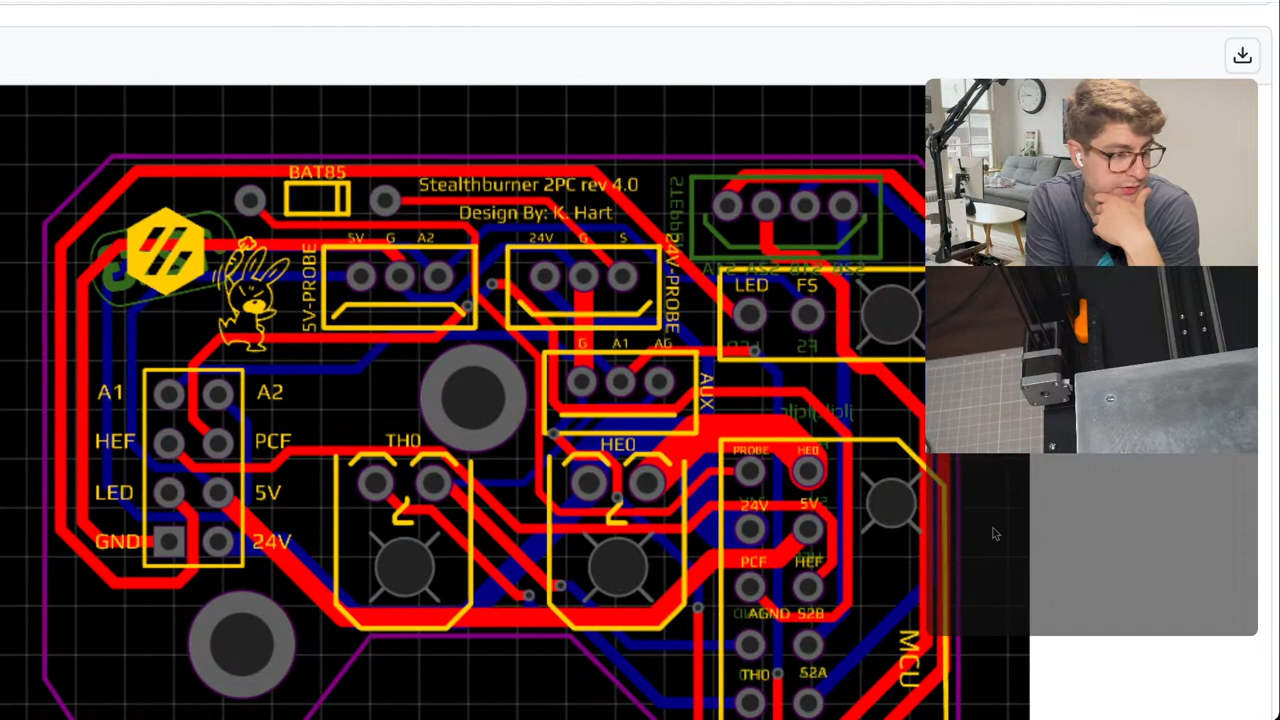 BAT85
Stealthburner 2PC rev 4.0
Design By: K. Hart
5V G A2
24V G S
5V-PROBE
24V-PROBE
LED FS
G A1 AG
AUX
A1 A2
HEF PCF
LED 5V
GND 24V
TH0
HE0
PROBE HE0
24V 5V
PCF HEF
AGND S2B
TH0 S2A
MCU